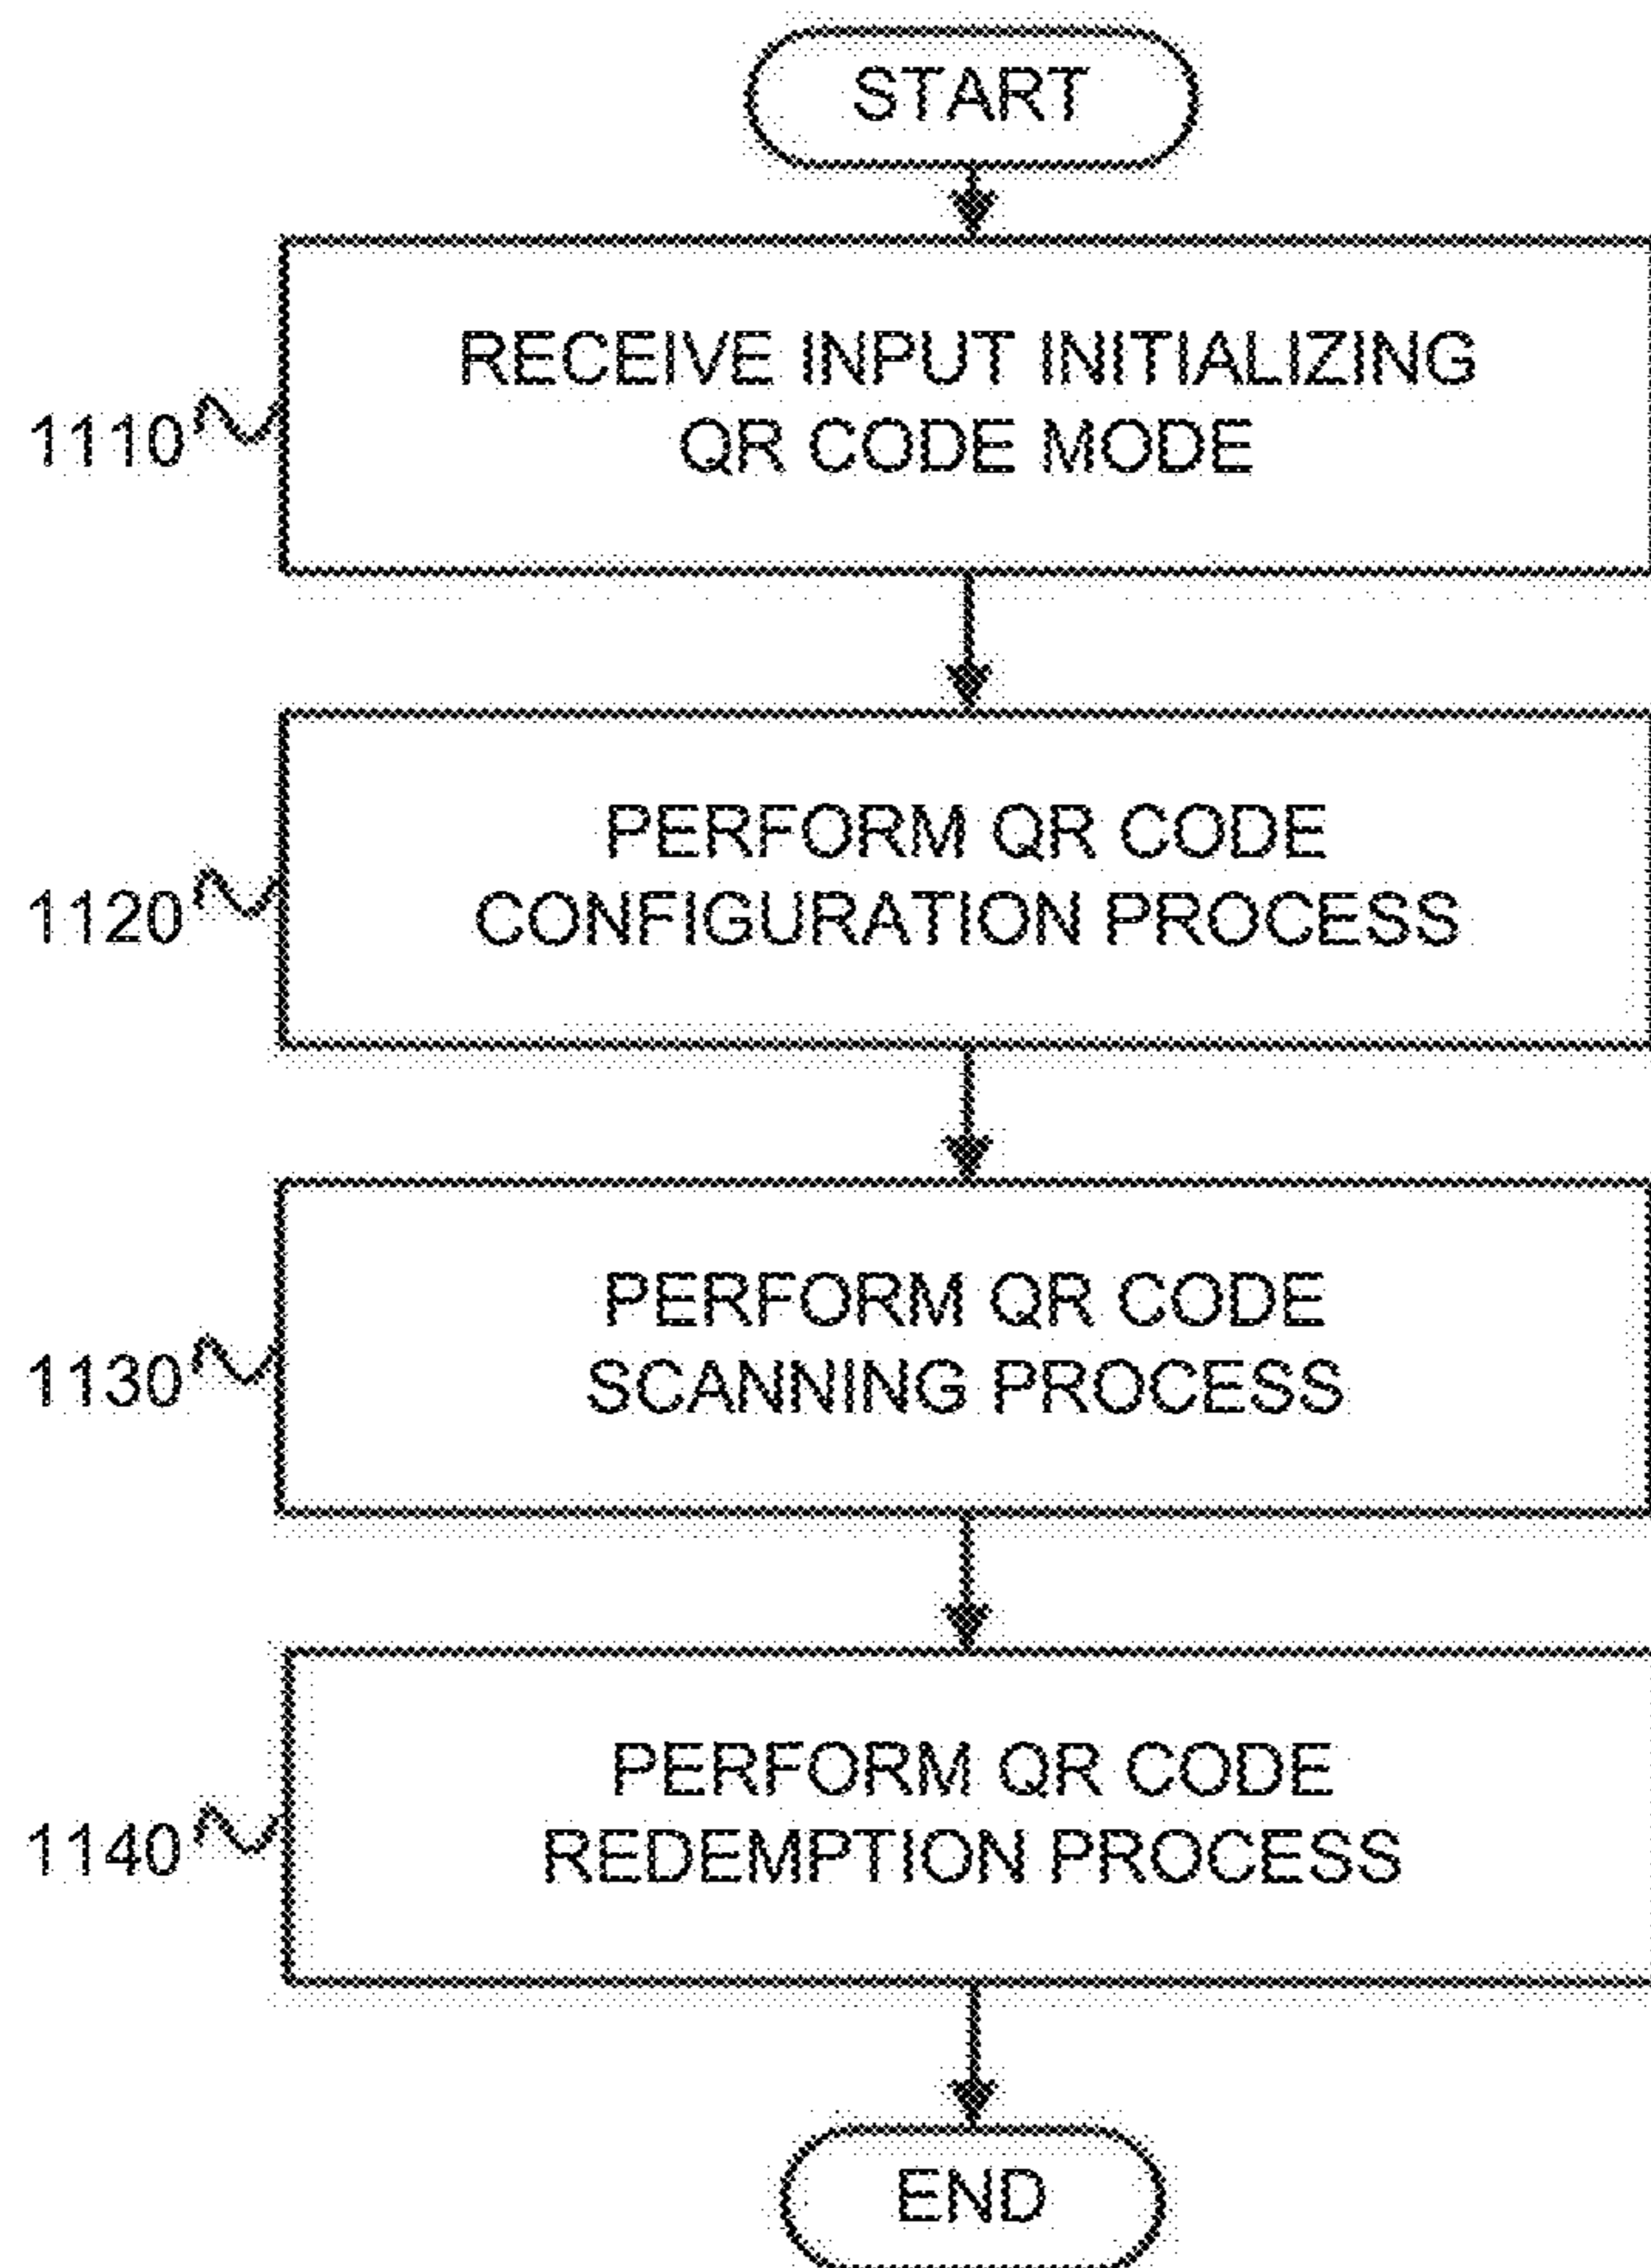 START
RECEIVE INPUT INITIALIZING
QR CODE MODE
1110
PERFORM QR CODE
CONFIGURATION PROCESS
1120
PERFORM QR CODE
SCANNING PROCESS
1130
PERFORM QR CODE
REDEMPTION PROCESS
1140
END